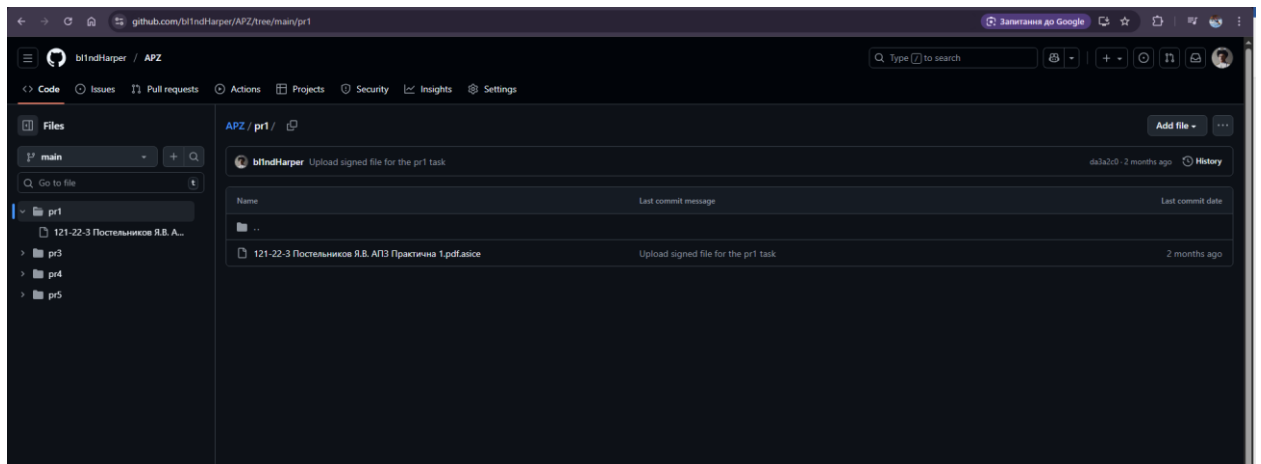 github.com/bl1ndHarper/APZ/tree/main/pr1
Запитання до Google
bl1ndHarper / APZ
Type / to search
Code Issues Pull requests Actions Projects Security Insights Settings
Files
APZ / pr1 /
Add file
main
bl1ndHarper Upload signed file for the pr1 task
da3a2c0 · 2 months ago History
Go to file t
Name Last commit message Last commit date
pr1
..
121-22-3 Постельников Я.В. А...
121-22-3 Постельников Я.В. АПЗ Практична 1.pdf.asice Upload signed file for the pr1 task 2 months ago
pr3
pr4
pr5